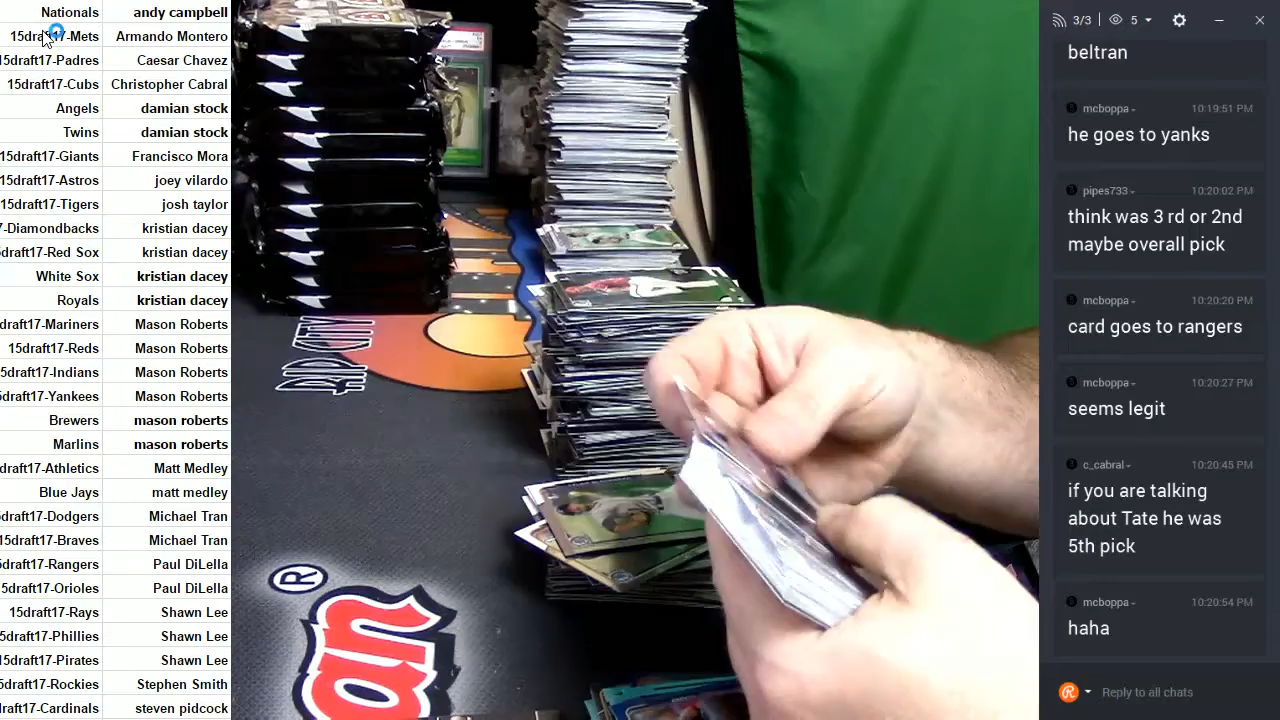 Nationals andy campbell
15dra 17-Mets Armando Montero
15draft17-Padres Caesar Chavez
15draft17-Cubs Christopher Cabral
Angels damian stock
Twins damian stock
15draft17-Giants Francisco Mora
15draft17-Astros joey vilardo
15draft17-Tigers josh taylor
7-Diamondbacks kristian dacey
draft17-Red Sox kristian dacey
White Sox kristian dacey
Royals kristian dacey
draft17-Mariners Mason Roberts
15draft17-Reds Mason Roberts
5draft17-Indians Mason Roberts
draft17-Yankees Mason Roberts
Brewers mason roberts
Marlins mason roberts
draft17-Athletics Matt Medley
Blue Jays matt medley
draft17-Dodgers Michael Tran
5draft17-Braves Michael Tran
draft17-Rangers Paul DiLella
draft17-Orioles Paul DiLella
15draft17-Rays Shawn Lee
5draft17-Phillies Shawn Lee
15draft17-Pirates Shawn Lee
5draft17-Rockies Stephen Smith
raft17-Cardinals steven pidcock
RIP CITY
®
an
3/3 | 5
beltran
mcboppa 10:19:51 PM
he goes to yanks
pipes733 10:20:02 PM
think was 3 rd or 2nd
maybe overall pick
mcboppa 10:20:20 PM
card goes to rangers
mcboppa 10:20:27 PM
seems legit
c_cabral 10:20:45 PM
if you are talking
about Tate he was
5th pick
mcboppa 10:20:54 PM
haha
Reply to all chats